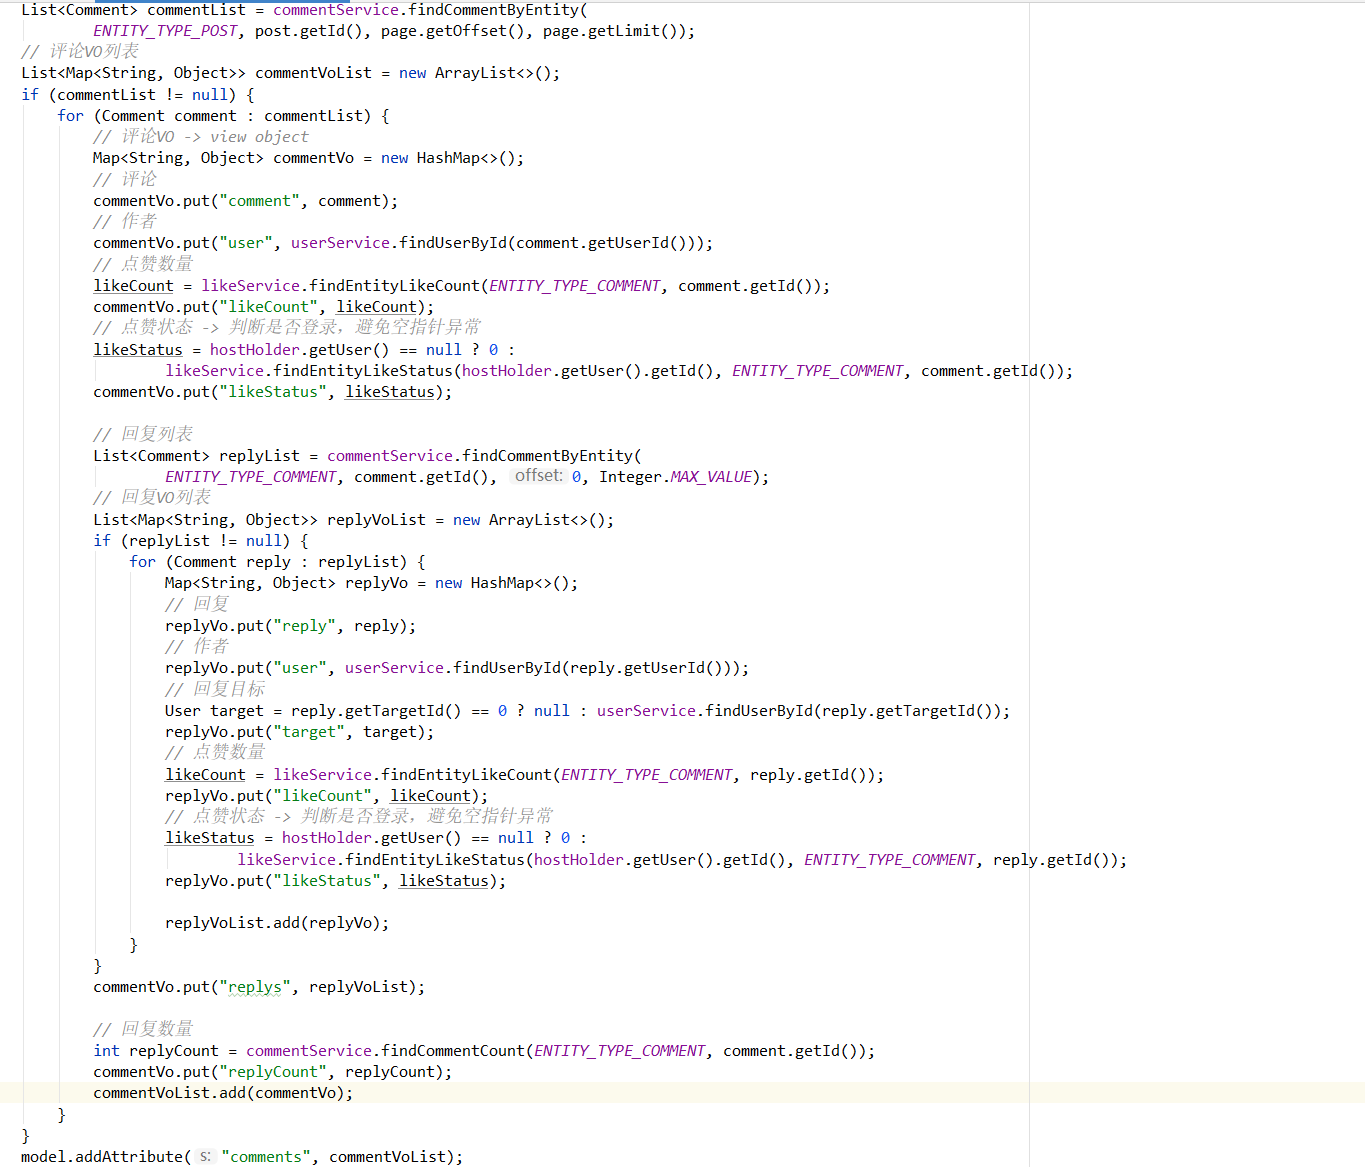 List<Comment> commentList = commentService.findCommentByEntity(
ENTITY_TYPE_POST, post.getId(), page.getOffset(), page.getLimit());
// 评论VO列表
List<Map<String, Object>> commentVoList = new ArrayList<>();
if (commentList != null) {
for (Comment comment : commentList) {
// 评论VO -> view object
Map<String, Object> commentVo = new HashMap<>();
// 评论
commentVo.put("comment", comment);
// 作者
commentVo.put("user", userService.findUserById(comment.getUserId()));
// 点赞数量
likeCount = likeService.findEntityLikeCount(ENTITY_TYPE_COMMENT, comment.getId());
commentVo.put("likeCount", likeCount);
// 点赞状态 -> 判断是否登录，避免空指针异常
likeStatus = hostHolder.getUser() == null ? 0 :
likeService.findEntityLikeStatus(hostHolder.getUser().getId(), ENTITY_TYPE_COMMENT, comment.getId());
commentVo.put("likeStatus", likeStatus);
// 回复列表
List<Comment> replyList = commentService.findCommentByEntity(
ENTITY_TYPE_COMMENT, comment.getId(), offset: 0, Integer.MAX_VALUE);
// 回复VO列表
List<Map<String, Object>> replyVoList = new ArrayList<>();
if (replyList != null) {
for (Comment reply : replyList) {
Map<String, Object> replyVo = new HashMap<>();
// 回复
replyVo.put("reply", reply);
// 作者
replyVo.put("user", userService.findUserById(reply.getUserId()));
// 回复目标
User target = reply.getTargetId() == 0 ? null : userService.findUserById(reply.getTargetId());
replyVo.put("target", target);
// 点赞数量
likeCount = likeService.findEntityLikeCount(ENTITY_TYPE_COMMENT, reply.getId());
replyVo.put("likeCount", likeCount);
// 点赞状态 -> 判断是否登录，避免空指针异常
likeStatus = hostHolder.getUser() == null ? 0 :
likeService.findEntityLikeStatus(hostHolder.getUser().getId(), ENTITY_TYPE_COMMENT, reply.getId());
replyVo.put("likeStatus", likeStatus);
replyVoList.add(replyVo);
}
}
commentVo.put("replys", replyVoList);
// 回复数量
int replyCount = commentService.findCommentCount(ENTITY_TYPE_COMMENT, comment.getId());
commentVo.put("replyCount", replyCount);
commentVoList.add(commentVo);
}
}
model.addAttribute( s: "comments", commentVoList);